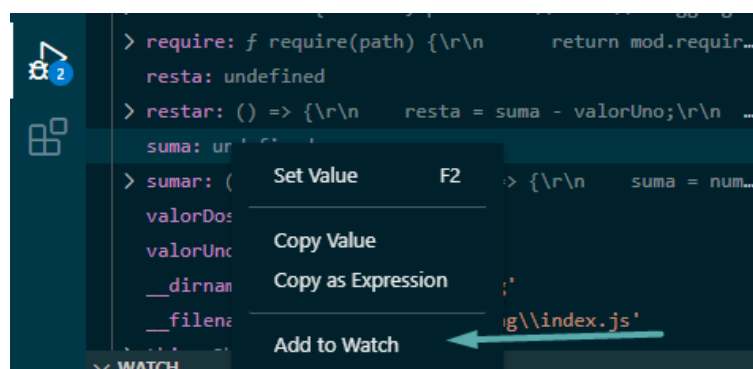 > require: ƒ require(path) {\r\n return mod.requir…
2
resta: undefined
> restar: () => {\r\n resta = suma - valorUno;\r\n …
suma: un
Set Value F2
> sumar: ( > {\r\n suma = num…
valorDos
Copy Value
valorUno
Copy as Expression
__dirnam '
__filena g\\index.js'
Add to Watch
WATCH